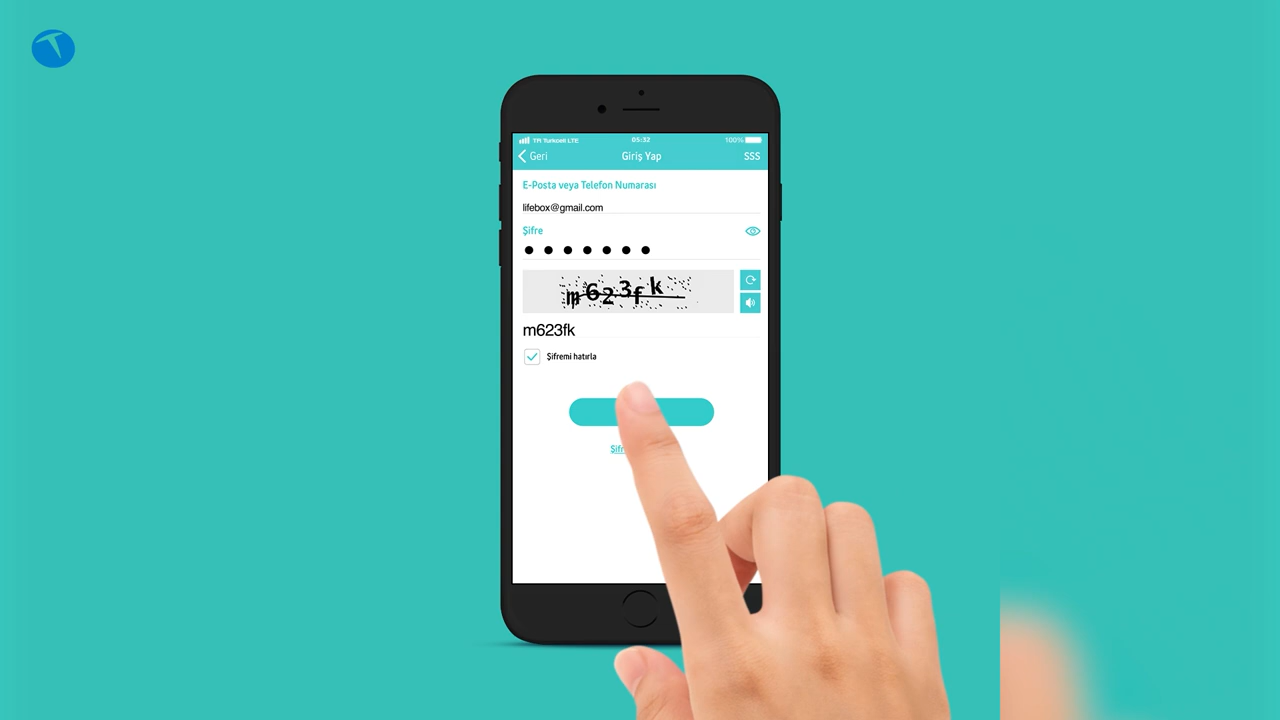 TR Turkcell LTE 05:32 100%
Geri Giriş Yap SSS
E-Posta veya Telefon Numarası
lifebox@gmail.com
Şifre
m623fk
m623fk
Şifremi hatırla